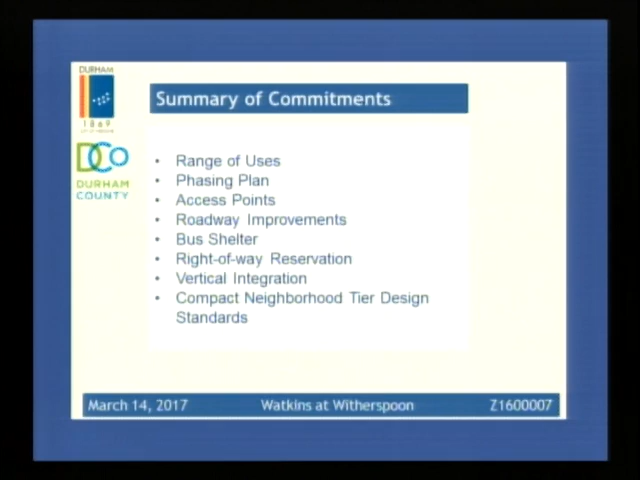 DURHAM
1869
DCo
DURHAM
COUNTY
Summary of Commitments
• Range of Uses
• Phasing Plan
• Access Points
• Roadway Improvements
• Bus Shelter
• Right-of-way Reservation
• Vertical Integration
• Compact Neighborhood Tier Design
Standards
March 14, 2017 Watkins at Witherspoon Z1600007